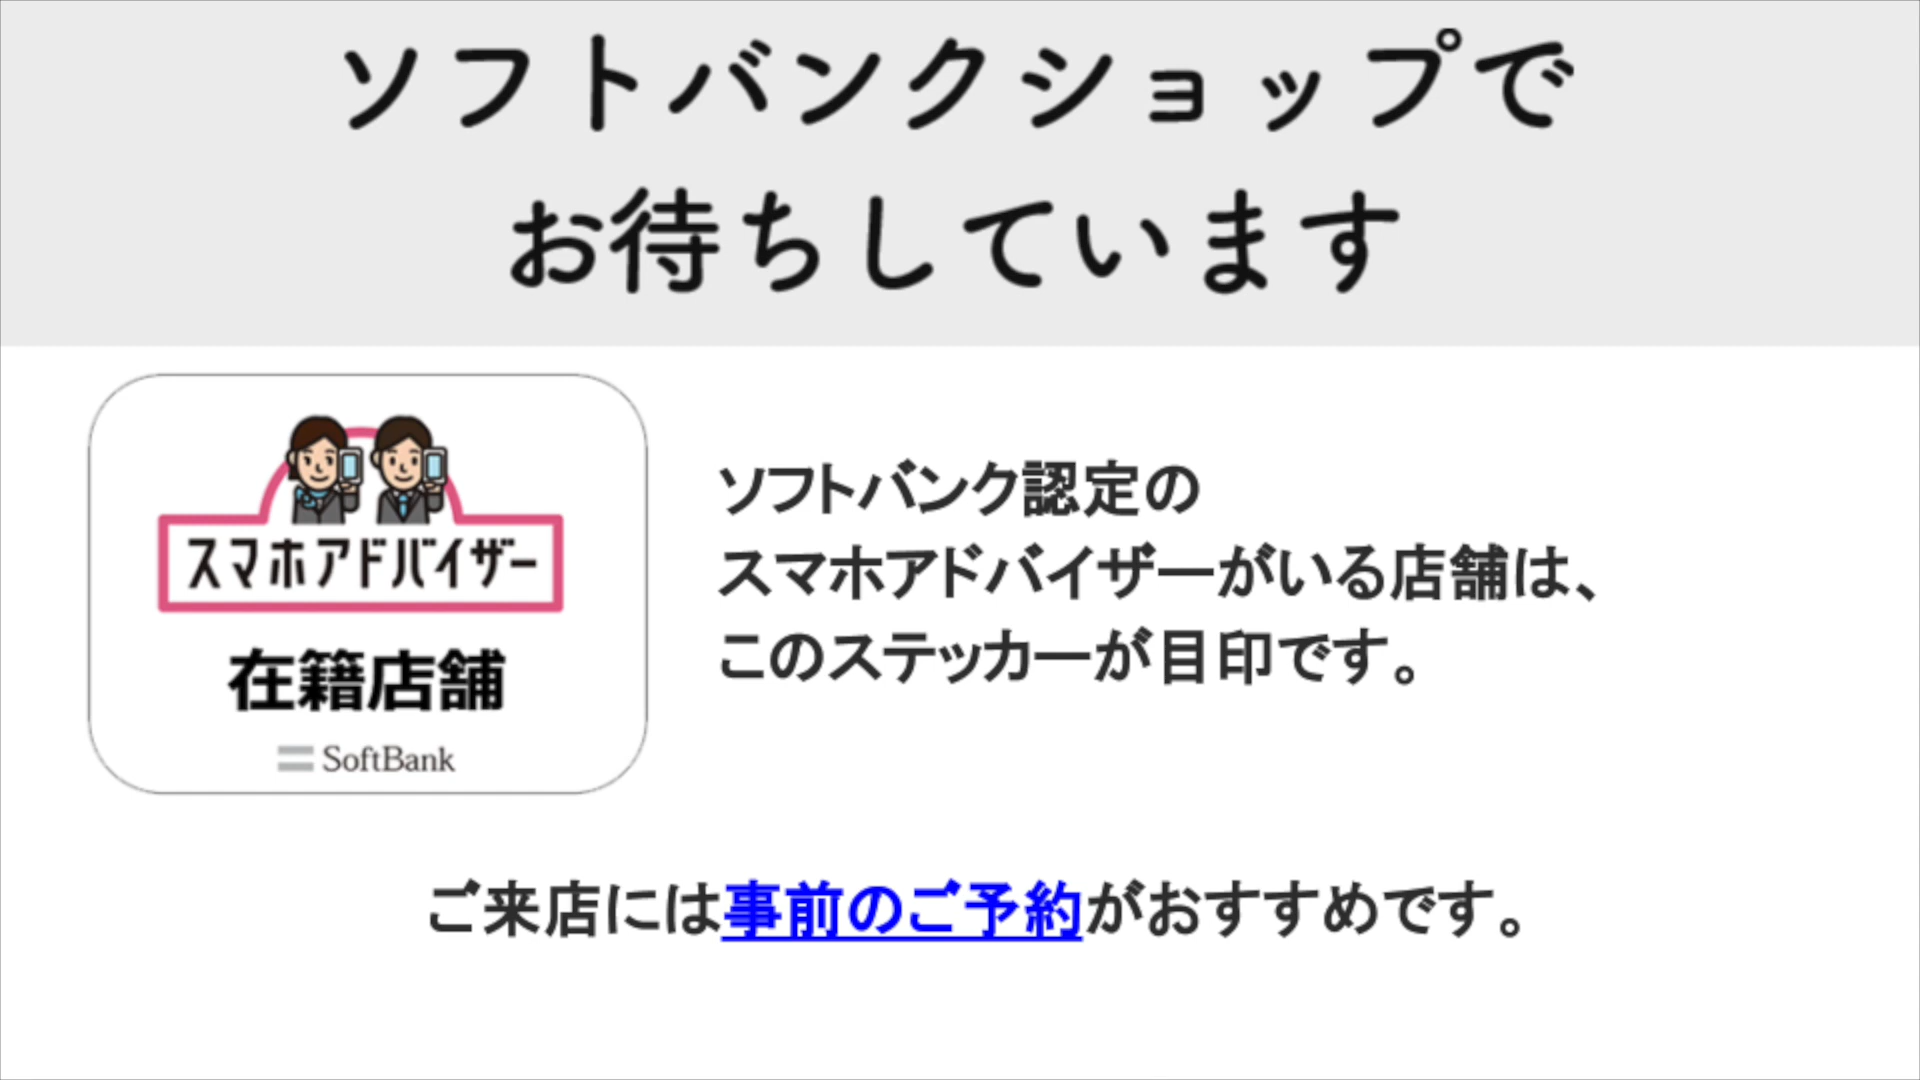 ソフトバンクショップで
お待ちしています
スマホアドバイザー
在籍店舗
SoftBank
ソフトバンク認定の
スマホアドバイザーがいる店舗は、
このステッカーが目印です。
ご来店には事前のご予約がおすすめです。